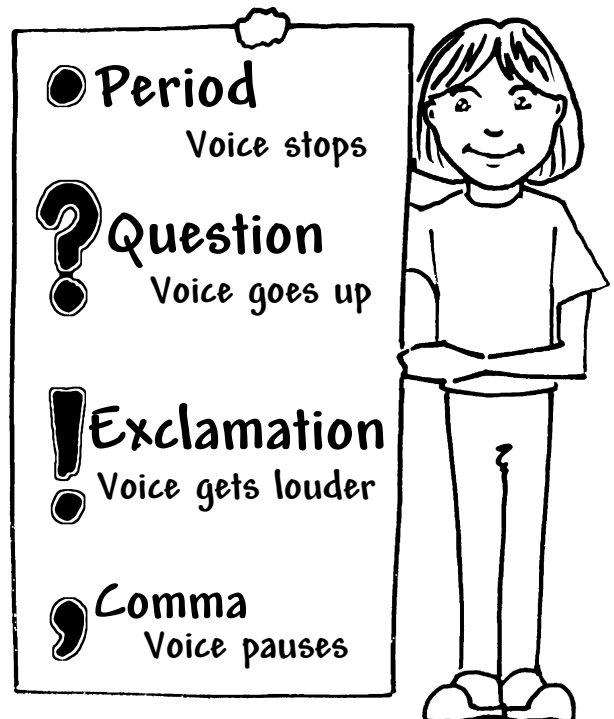 . Period
Voice stops
? Question
Voice goes up
! Exclamation
Voice gets louder
, Comma
Voice pauses